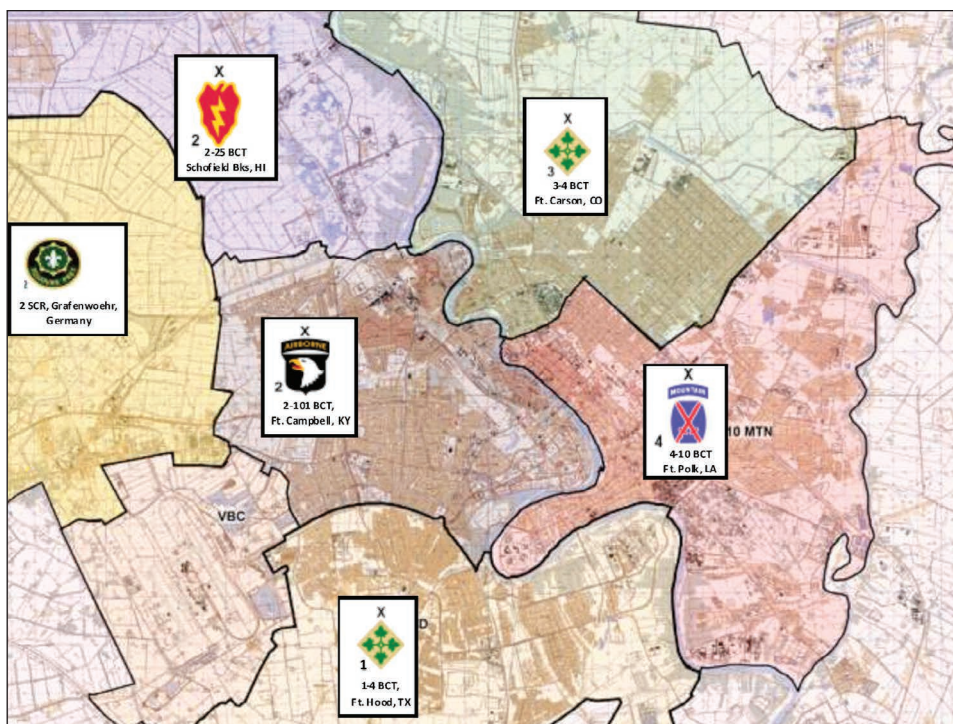 X
2
2-25 BCT
Schofield Bks, HI
X
3
3-4 BCT
Ft. Carson, CO
2 SCR, Grafenwoehr,
Germany
X
AIRBORNE
2
2-101 BCT,
Ft. Campbell, KY
X
MOUNTAIN
4
10 MTN
4-10 BCT
Ft. Polk, LA
VBC
X
D
1
1-4 BCT,
Ft. Hood, TX